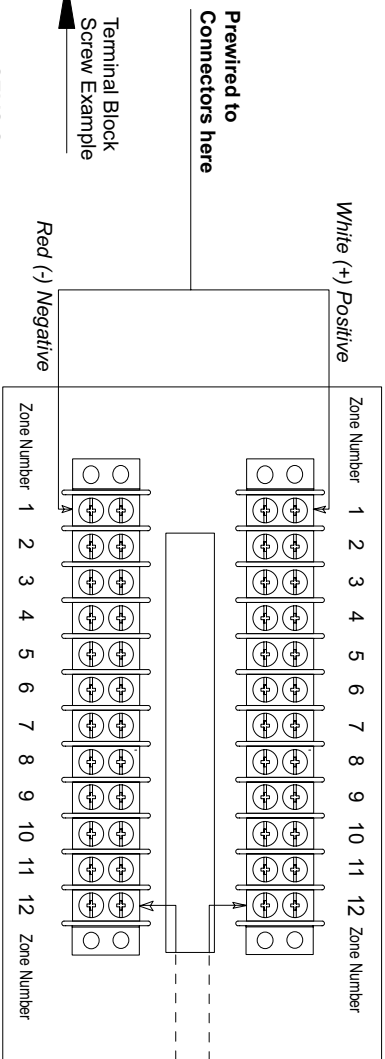 White (+) Positive
Zone Number 1 2 3 4 5 6 7 8 9 10 11 12 Zone Number
Prewired to
Connectors here
Terminal Block
Screw Example
Red (-) Negative
Zone Number 1 2 3 4 5 6 7 8 9 10 11 12 Zone Number